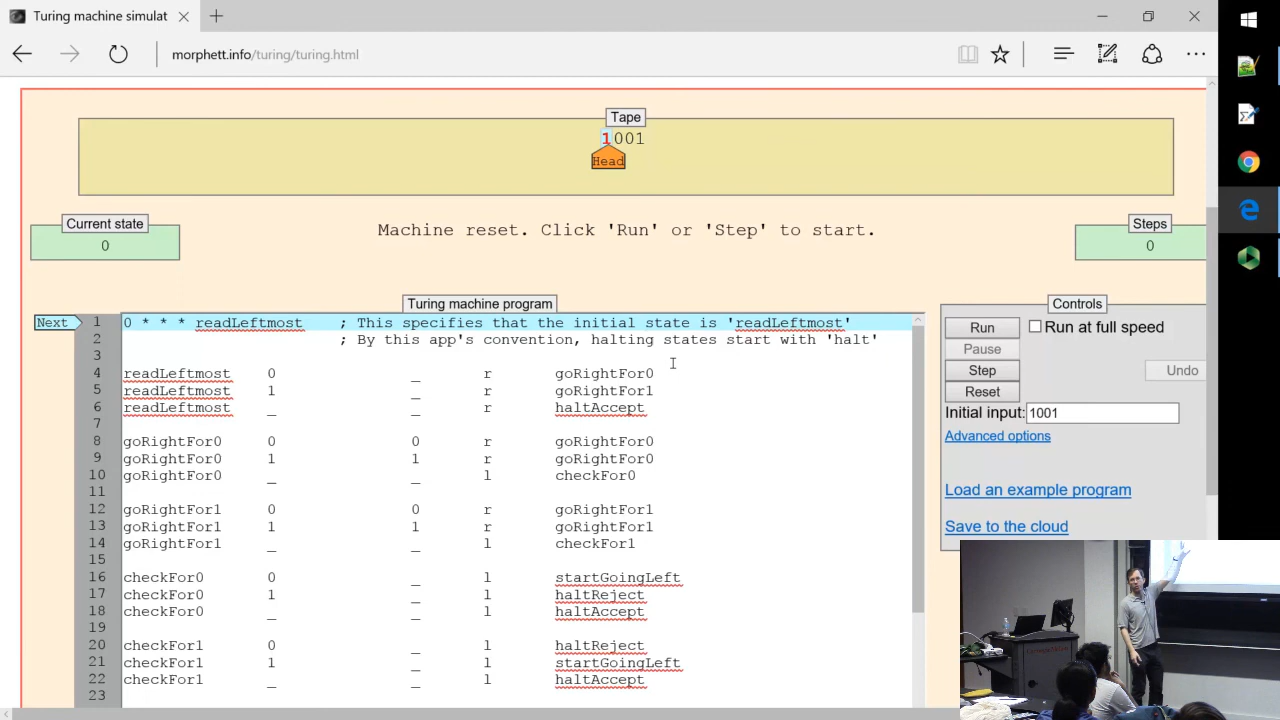 Turing machine simulat
morphett.info/turing/turing.html
Tape
1001
Head
Current state
0
Machine reset. Click 'Run' or 'Step' to start.
Steps
0
Turing machine program
Next
1 0 * * * readLeftmost ; This specifies that the initial state is 'readLeftmost'
2 ; By this app's convention, halting states start with 'halt'
3
4 readLeftmost 0 _ r goRightFor0
5 readLeftmost 1 _ r goRightFor1
6 readLeftmost _ _ r haltAccept
7
8 goRightFor0 0 0 r goRightFor0
9 goRightFor0 1 1 r goRightFor0
10 goRightFor0 _ _ l checkFor0
11
12 goRightFor1 0 0 r goRightFor1
13 goRightFor1 1 1 r goRightFor1
14 goRightFor1 _ _ l checkFor1
15
16 checkFor0 0 _ l startGoingLeft
17 checkFor0 1 _ l haltReject
18 checkFor0 _ _ l haltAccept
19
20 checkFor1 0 _ l haltReject
21 checkFor1 1 _ l startGoingLeft
22 checkFor1 _ _ l haltAccept
23
Controls
Run
Run at full speed
Pause
Step
Undo
Reset
Initial input: 1001
Advanced options
Load an example program
Save to the cloud